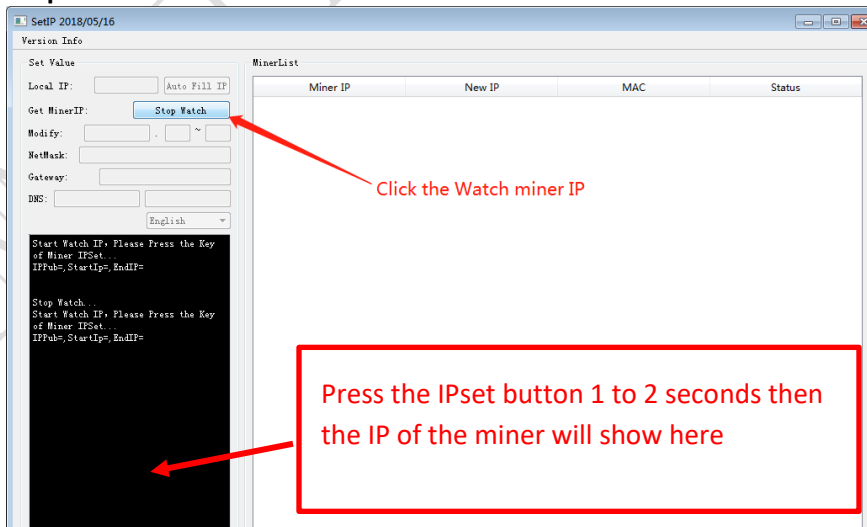 SetIP 2018/05/16
Version Info
Set Value
MinerList
Local IP:
Auto Fill IP
Miner IP
New IP
MAC
Status
Get MinerIP:
Stop Watch
Modify:
.
~
NetMask:
Gateway:
Click the Watch miner IP
DNS:
English
Start Watch IP, Please Press the Key
of Miner IPSet...
IPPub=,StartIp=,EndIP=
Stop Watch...
Start Watch IP, Please Press the Key
of Miner IPSet...
IPPub=,StartIp=,EndIP=
Press the IPset button 1 to 2 seconds then
the IP of the miner will show here